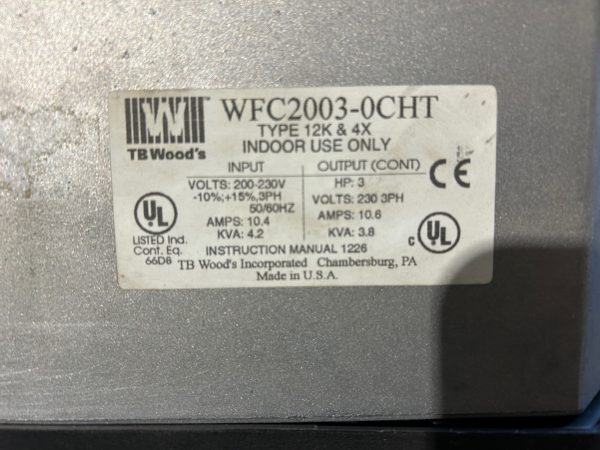 WFC2003-0CHT
TYPE 12K & 4X
INDOOR USE ONLY
W
TB Wood's
INPUT
VOLTS: 200-230V
-10%;+15%,3PH
50/60HZ
AMPS: 10.4
KVA: 4.2
OUTPUT (CONT)
HP: 3
VOLTS: 230 3PH
AMPS: 10.6
KVA: 3.8
CE
UL
LISTED Ind.
Cont. Eq.
66D8
c UL
INSTRUCTION MANUAL 1226
TB Wood's Incorporated Chambersburg, PA
Made in U.S.A.